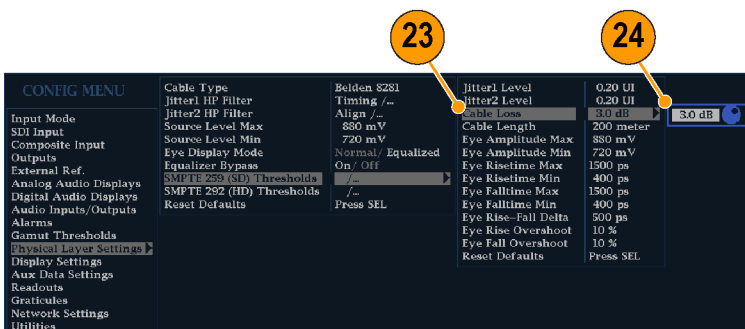 23
24
CONFIG MENU
Input Mode
SDI Input
Composite Input
Outputs
External Ref.
Analog Audio Displays
Digital Audio Displays
Audio Inputs/Outputs
Alarms
Gamut Thresholds
Physical Layer Settings
Display Settings
Aux Data Settings
Readouts
Graticules
Network Settings
Utilities
Cable Type Belden 8281
Jitter1 HP Filter Timing /...
Jitter2 HP Filter Align /...
Source Level Max 880 mV
Source Level Min 720 mV
Eye Display Mode Normal/ Equalized
Equalizer Bypass On/ Off
SMPTE 259 (SD) Thresholds /...
SMPTE 292 (HD) Thresholds /...
Reset Defaults Press SEL
Jitter1 Level 0.20 UI
Jitter2 Level 0.20 UI
Cable Loss 3.0 dB
Cable Length 200 meter
Eye Amplitude Max 880 mV
Eye Amplitude Min 720 mV
Eye Risetime Max 1500 ps
Eye Risetime Min 400 ps
Eye Falltime Max 1500 ps
Eye Falltime Min 400 ps
Eye Rise–Fall Delta 500 ps
Eye Rise Overshoot 10 %
Eye Fall Overshoot 10 %
Reset Defaults Press SEL
3.0 dB